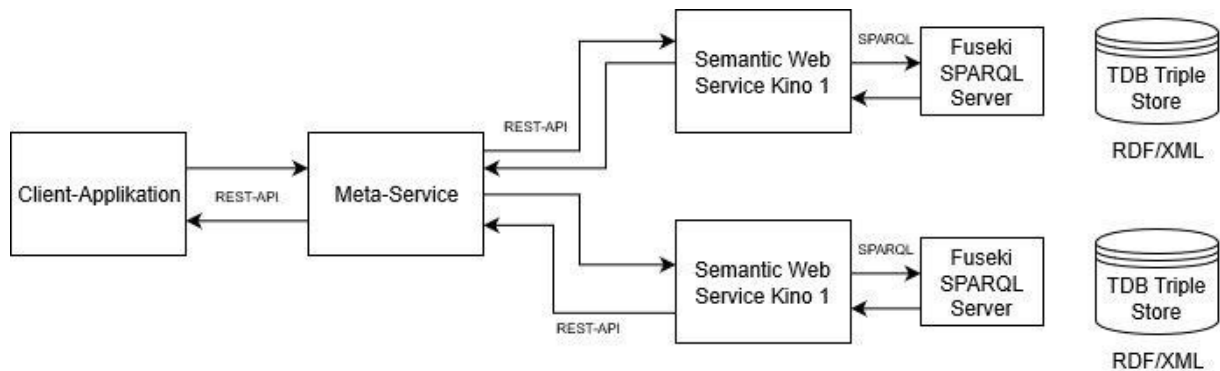 Client-Applikation
REST-API
Meta-Service
REST-API
Semantic Web
Service Kino 1
SPARQL
Fuseki
SPARQL
Server
TDB Triple
Store
RDF/XML
REST-API
Semantic Web
Service Kino 1
SPARQL
Fuseki
SPARQL
Server
TDB Triple
Store
RDF/XML